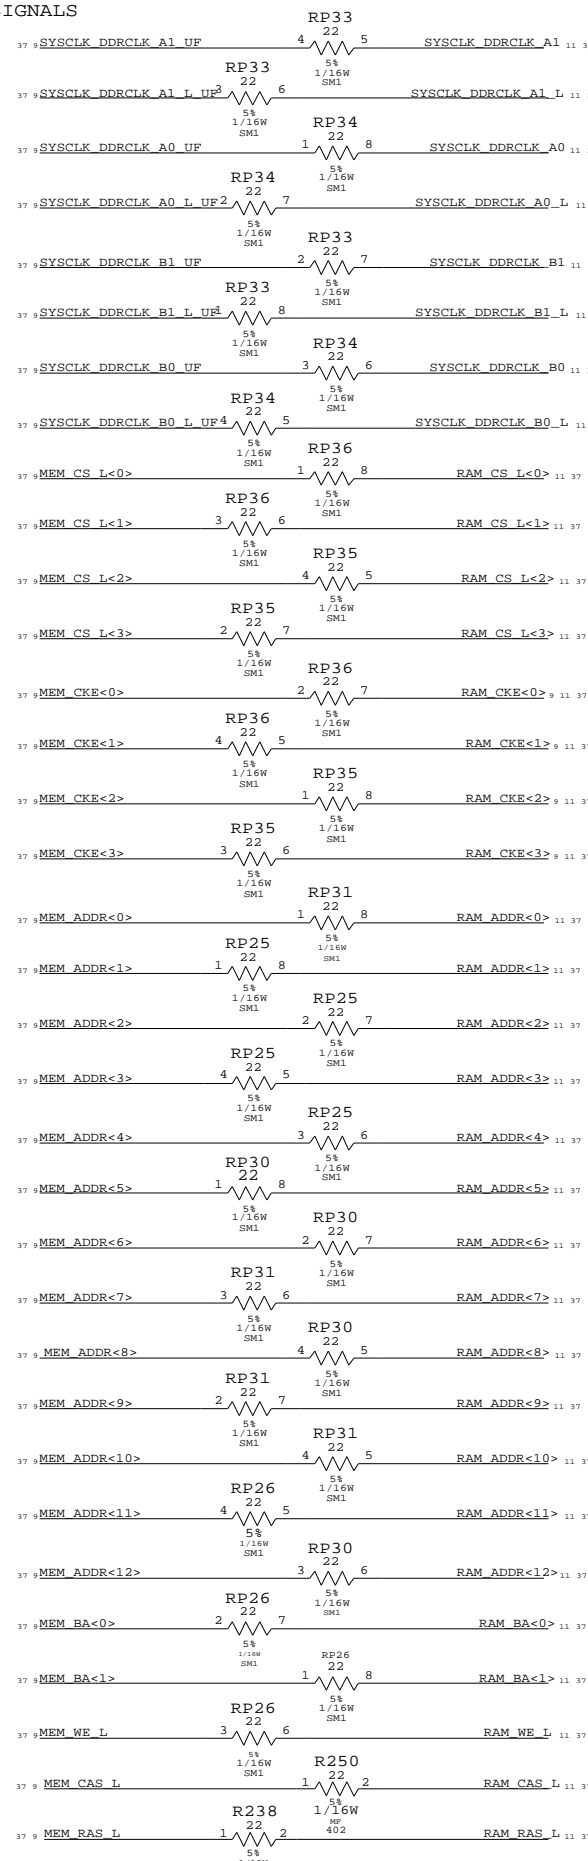 SIGNALS
RP33
22
37 9 SYSCLK_DDRCLK_A1_UF 4 5 SYSCLK_DDRCLK_A1 11 3
5%
1/16W
SM1
RP33
22
37 9 SYSCLK_DDRCLK_A1_L_UF 3 6 SYSCLK_DDRCLK_A1_L 11
5%
1/16W
SM1
RP34
22
37 9 SYSCLK_DDRCLK_A0_UF 1 8 SYSCLK_DDRCLK_A0 11
5%
1/16W
SM1
RP34
22
37 9 SYSCLK_DDRCLK_A0_L_UF 2 7 SYSCLK_DDRCLK_A0_L 11
5%
1/16W
SM1
RP33
22
37 9 SYSCLK_DDRCLK_B1_UF 2 7 SYSCLK_DDRCLK_B1 11
5%
1/16W
SM1
RP33
22
37 9 SYSCLK_DDRCLK_B1_L_UF 1 8 SYSCLK_DDRCLK_B1_L 11
5%
1/16W
SM1
RP34
22
37 9 SYSCLK_DDRCLK_B0_UF 3 6 SYSCLK_DDRCLK_B0 11
5%
1/16W
SM1
RP34
22
37 9 SYSCLK_DDRCLK_B0_L_UF 4 5 SYSCLK_DDRCLK_B0_L 11
5%
1/16W
SM1
RP36
22
37 9 MEM_CS_L<0> 1 8 RAM_CS_L<0> 11 37
5%
1/16W
SM1
RP36
22
37 9 MEM_CS_L<1> 3 6 RAM_CS_L<1> 11 37
5%
1/16W
SM1
RP35
22
37 9 MEM_CS_L<2> 4 5 RAM_CS_L<2> 11 37
5%
1/16W
SM1
RP35
22
37 9 MEM_CS_L<3> 2 7 RAM_CS_L<3> 11 37
5%
1/16W
SM1
RP36
22
37 9 MEM_CKE<0> 2 7 RAM_CKE<0> 9 11 37
5%
1/16W
SM1
RP36
22
37 9 MEM_CKE<1> 4 5 RAM_CKE<1> 9 11 37
5%
1/16W
SM1
RP35
22
37 9 MEM_CKE<2> 1 8 RAM_CKE<2> 9 11 37
5%
1/16W
SM1
RP35
22
37 9 MEM_CKE<3> 3 6 RAM_CKE<3> 9 11 37
5%
1/16W
SM1
RP31
22
37 9 MEM_ADDR<0> 1 8 RAM_ADDR<0> 11 37
5%
1/16W
SM1
RP25
22
37 9 MEM_ADDR<1> 1 8 RAM_ADDR<1> 11 37
5%
1/16W
SM1
RP25
22
37 9 MEM_ADDR<2> 2 7 RAM_ADDR<2> 11 37
5%
1/16W
SM1
RP25
22
37 9 MEM_ADDR<3> 4 5 RAM_ADDR<3> 11 37
5%
1/16W
SM1
RP25
22
37 9 MEM_ADDR<4> 3 6 RAM_ADDR<4> 11 37
5%
1/16W
SM1
RP30
22
37 9 MEM_ADDR<5> 1 8 RAM_ADDR<5> 11 37
5%
1/16W
SM1
RP30
22
37 9 MEM_ADDR<6> 2 7 RAM_ADDR<6> 11 37
5%
1/16W
SM1
RP31
22
37 9 MEM_ADDR<7> 3 6 RAM_ADDR<7> 11 37
5%
1/16W
SM1
RP30
22
37 9 MEM_ADDR<8> 4 5 RAM_ADDR<8> 11 37
5%
1/16W
SM1
RP31
22
37 9 MEM_ADDR<9> 2 7 RAM_ADDR<9> 11 37
5%
1/16W
SM1
RP31
22
37 9 MEM_ADDR<10> 4 5 RAM_ADDR<10> 11 37
5%
1/16W
SM1
RP26
22
37 9 MEM_ADDR<11> 4 5 RAM_ADDR<11> 11 37
5%
1/16W
SM1
RP30
22
37 9 MEM_ADDR<12> 3 6 RAM_ADDR<12> 11 37
5%
1/16W
SM1
RP26
22
37 9 MEM_BA<0> 2 7 RAM_BA<0> 11 37
5%
1/16W
SM1
RP26
22
37 9 MEM_BA<1> 1 8 RAM_BA<1> 11 37
5%
1/16W
SM1
RP26
22
37 9 MEM_WE_L 3 6 RAM_WE_L 11 37
5%
1/16W
SM1
R250
22
37 9 MEM_CAS_L 1 2 RAM_CAS_L 11 37
5%
1/16W
MF
402
R238
22
37 9 MEM_RAS_L 1 2 RAM_RAS_L 11 37
5%